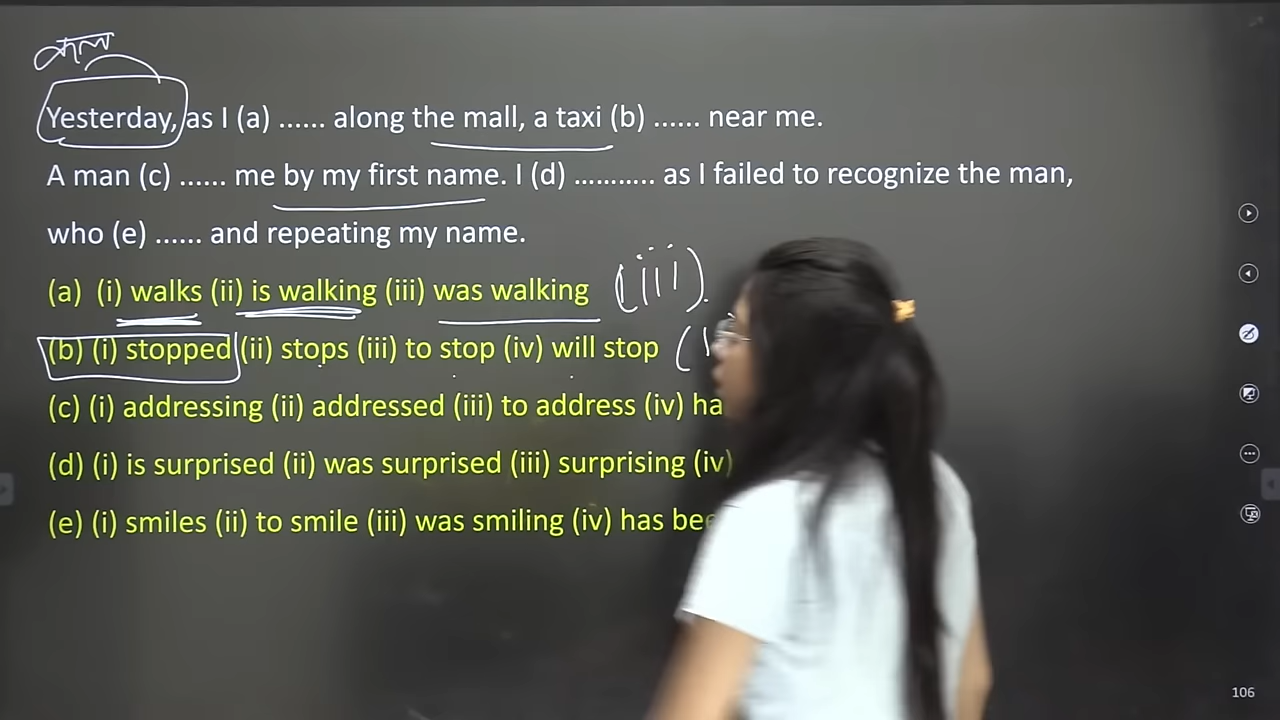 Yesterday, as I (a) ...... along the mall, a taxi (b) ...... near me.
A man (c) ...... me by my first name. I (d) ........... as I failed to recognize the man,
who (e) ...... and repeating my name.
(a) (i) walks (ii) is walking (iii) was walking (iii).
(b) (i) stopped (ii) stops (iii) to stop (iv) will stop
(c) (i) addressing (ii) addressed (iii) to address (iv) ha
(d) (i) is surprised (ii) was surprised (iii) surprising (iv)
(e) (i) smiles (ii) to smile (iii) was smiling (iv) has bee
106